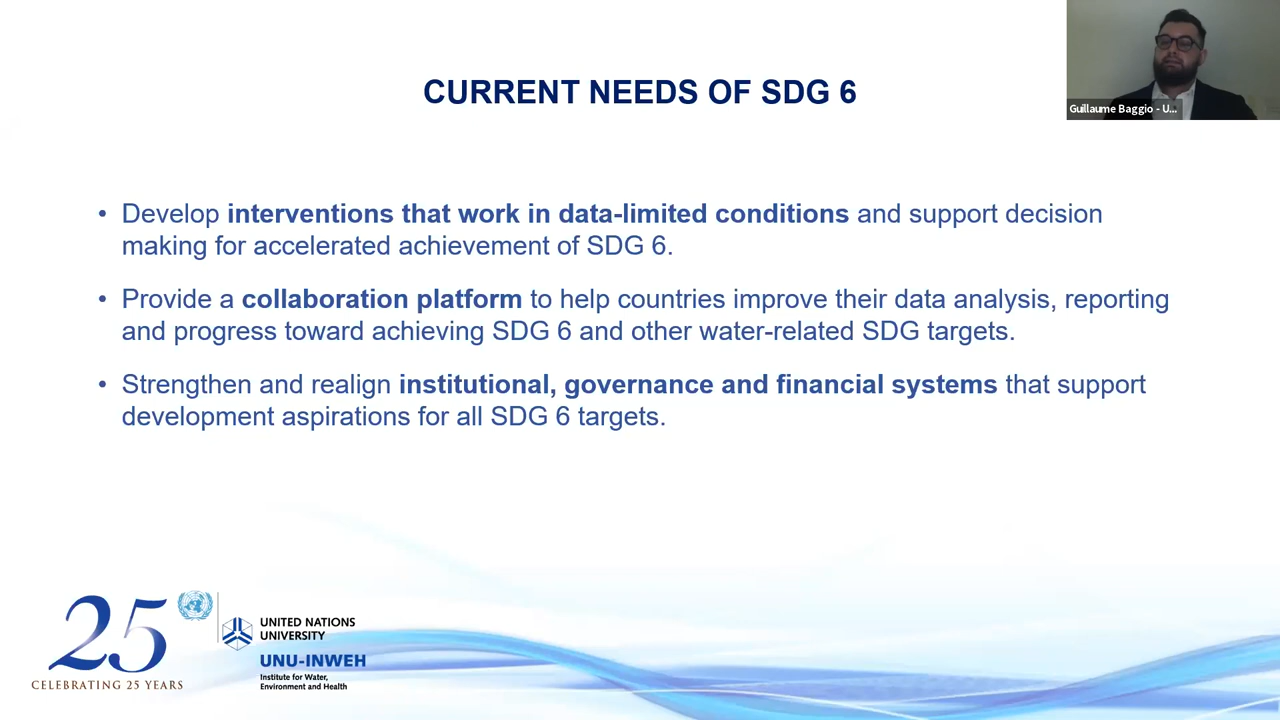 CURRENT NEEDS OF SDG 6
Guillaume Baggio - U...
• Develop interventions that work in data-limited conditions and support decision
making for accelerated achievement of SDG 6.
• Provide a collaboration platform to help countries improve their data analysis, reporting
and progress toward achieving SDG 6 and other water-related SDG targets.
• Strengthen and realign institutional, governance and financial systems that support
development aspirations for all SDG 6 targets.
25
CELEBRATING 25 YEARS
UNITED NATIONS
UNIVERSITY
UNU-INWEH
Institute for Water,
Environment and Health